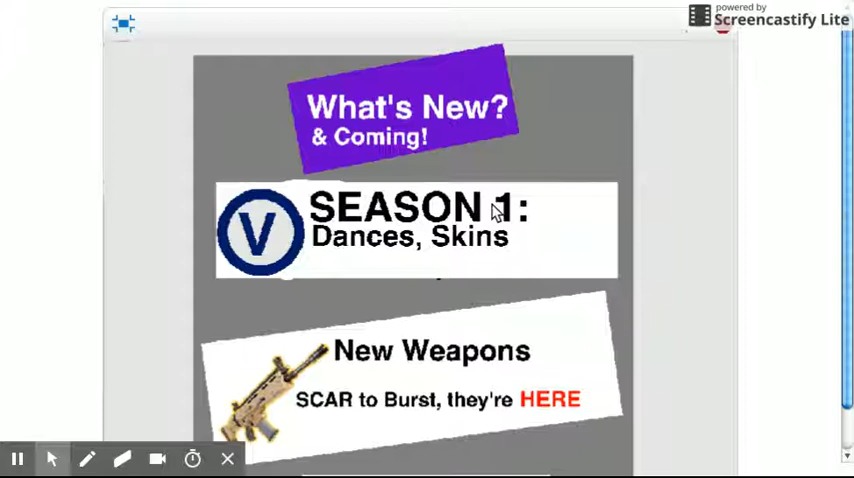 powered by
Screencastify Lite
What's New?
& Coming!
V
SEASON 1:
Dances, Skins
New Weapons
SCAR to Burst, they're HERE